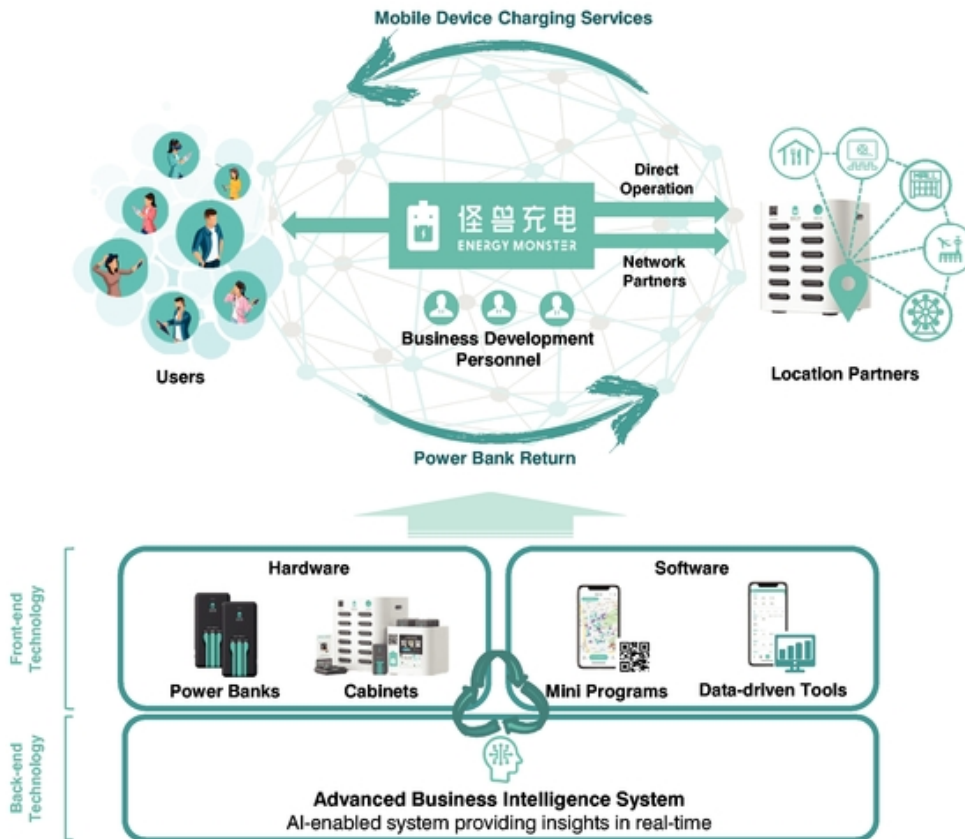 Mobile Device Charging Services
Direct
Operation
怪兽充电
ENERGY MONSTER
Network
Partners
Business Development
Personnel
Users
Location Partners
Power Bank Return
Front-end
Technology
Hardware
Software
Power Banks
Cabinets
Mini Programs
Data-driven Tools
Back-end
Technology
Advanced Business Intelligence System
AI-enabled system providing insights in real-time